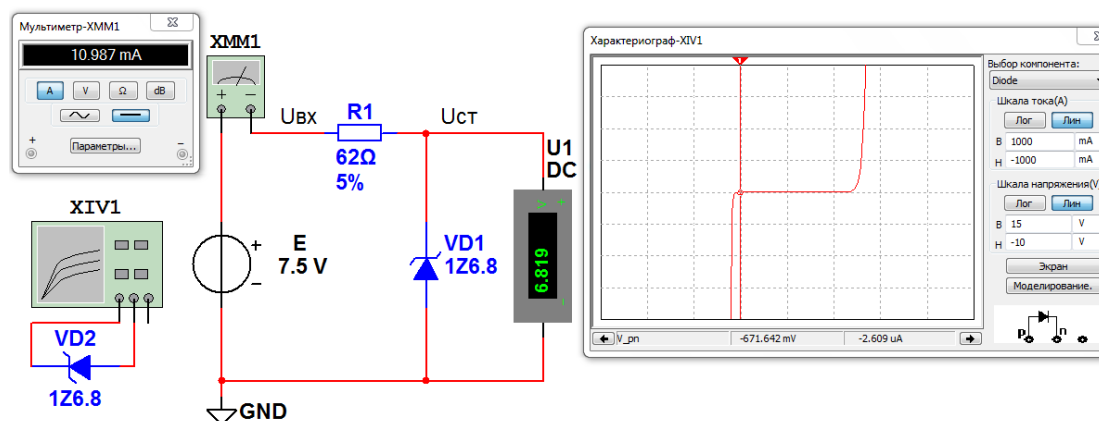 Мультиметр-XMM1
10.987 mA
A
V
Ω
dB
+
Параметры...
-
XMM1
+ -
UВХ
R1
62Ω
5%
UСТ
U1
DC
V
+
6.819
-
XIV1
VD2
1Z6.8
E
7.5 V
+
-
VD1
1Z6.8
GND
Характериограф-XIV1
V_pn
-671.642 mV
-2.609 uA
Выбор компонента:
Diode
Шкала тока(А)
Лог
Лин
В 1000 mA
Н -1000 mA
Шкала напряжения(V)
Лог
Лин
В 15 V
Н -10 V
Экран
Моделирование.
p n